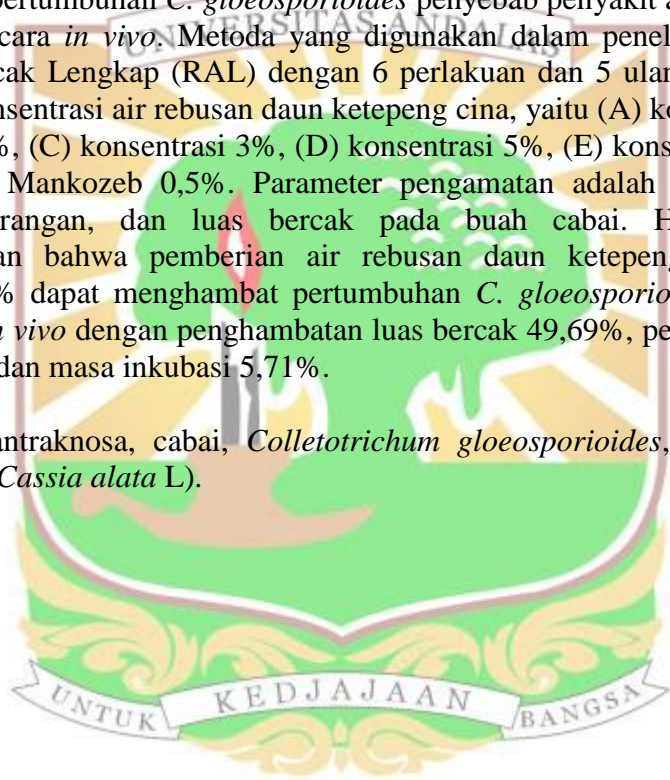 pertumbuhan C. gloeosporioides penyebab penyakit a
cara in vivo. Metoda yang digunakan dalam penel
cak Lengkap (RAL) dengan 6 perlakuan dan 5 ulan
nsentrasi air rebusan daun ketepeng cina, yaitu (A) ko
%, (C) konsentrasi 3%, (D) konsentrasi 5%, (E) kons
Mankozeb 0,5%. Parameter pengamatan adalah
rangan, dan luas bercak pada buah cabai. H
an bahwa pemberian air rebusan daun ketepeng
% dapat menghambat pertumbuhan C. gloeosporio
n vivo dengan penghambatan luas bercak 49,69%, pe
dan masa inkubasi 5,71%.
antraknosa, cabai, Colletotrichum gloeosporioides,
Cassia alata L).
UNIVERSITAS ANDALAS
UNTUK KEDJAJAAN BANGSA